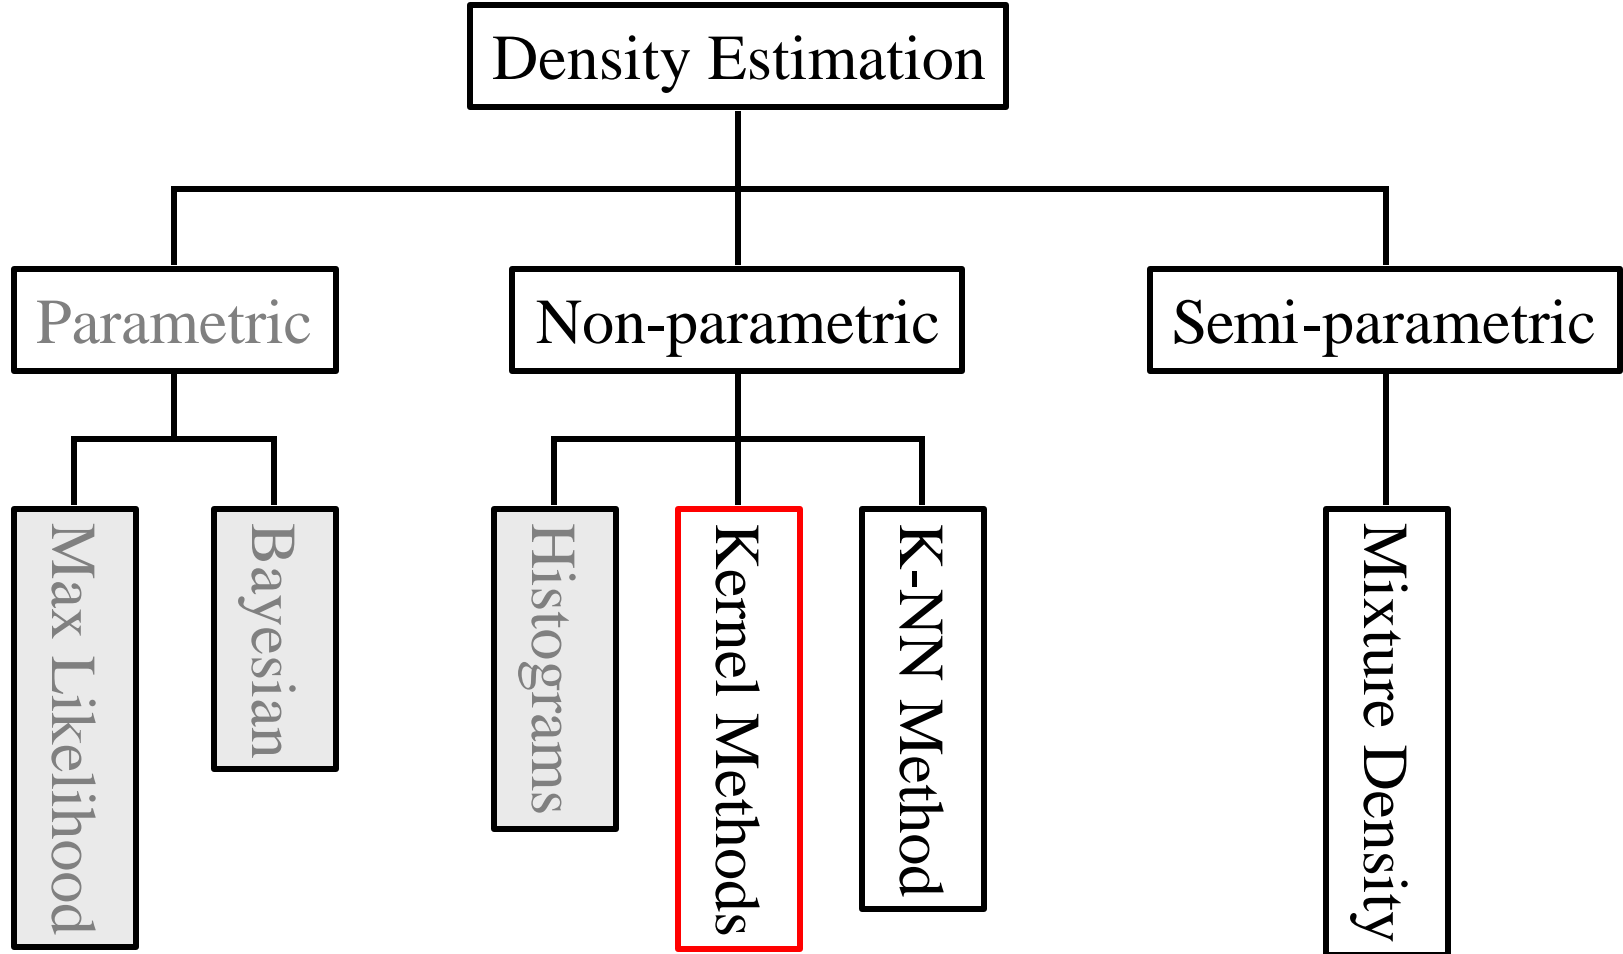 Density Estimation
Parametric
Non-parametric
Semi-parametric
Max Likelihood
Bayesian
Histograms
Kernel Methods
K-NN Method
Mixture Density